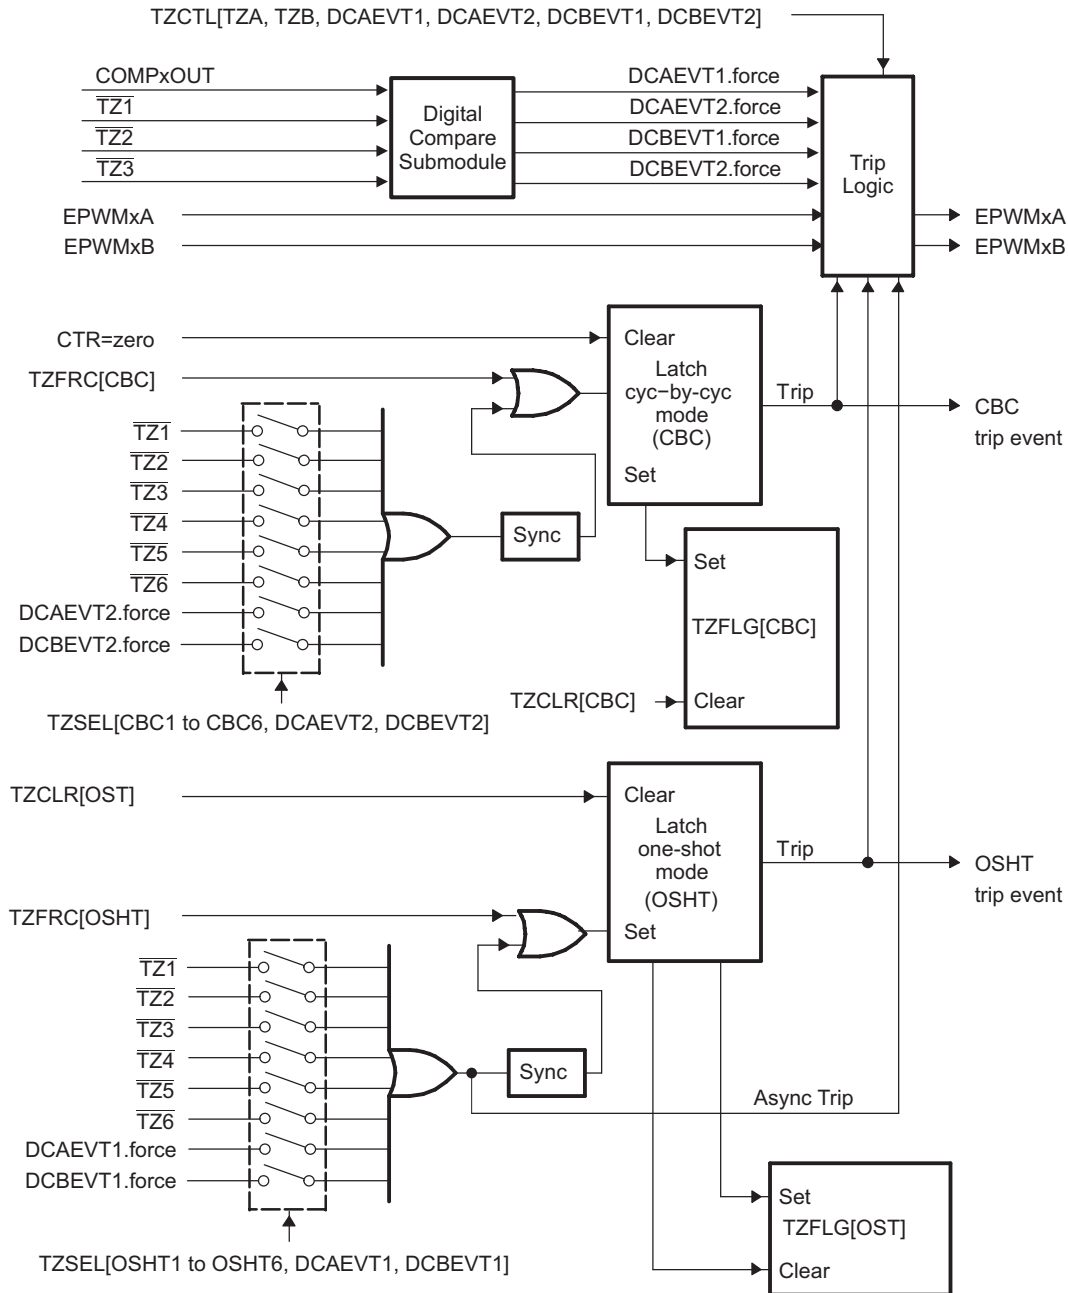 TZCTL[TZA, TZB, DCAEVT1, DCAEVT2, DCBEVT1, DCBEVT2]
COMPxOUT
TZ1
TZ2
TZ3
Digital
Compare
Submodule
DCAEVT1.force
DCAEVT2.force
DCBEVT1.force
DCBEVT2.force
Trip
Logic
EPWMxA
EPWMxB
EPWMxA
EPWMxB
CTR=zero
TZFRC[CBC]
Clear
Latch
cyc−by-cyc
mode
(CBC)
Set
Trip
CBC
trip event
TZ1
TZ2
TZ3
TZ4
TZ5
TZ6
DCAEVT2.force
DCBEVT2.force
Sync
Set
TZFLG[CBC]
TZCLR[CBC]
Clear
TZSEL[CBC1 to CBC6, DCAEVT2, DCBEVT2]
TZCLR[OST]
Clear
Latch
one-shot
mode
(OSHT)
Set
Trip
OSHT
trip event
TZFRC[OSHT]
TZ1
TZ2
TZ3
TZ4
TZ5
TZ6
DCAEVT1.force
DCBEVT1.force
Sync
Async Trip
Set
TZFLG[OST]
Clear
TZSEL[OSHT1 to OSHT6, DCAEVT1, DCBEVT1]